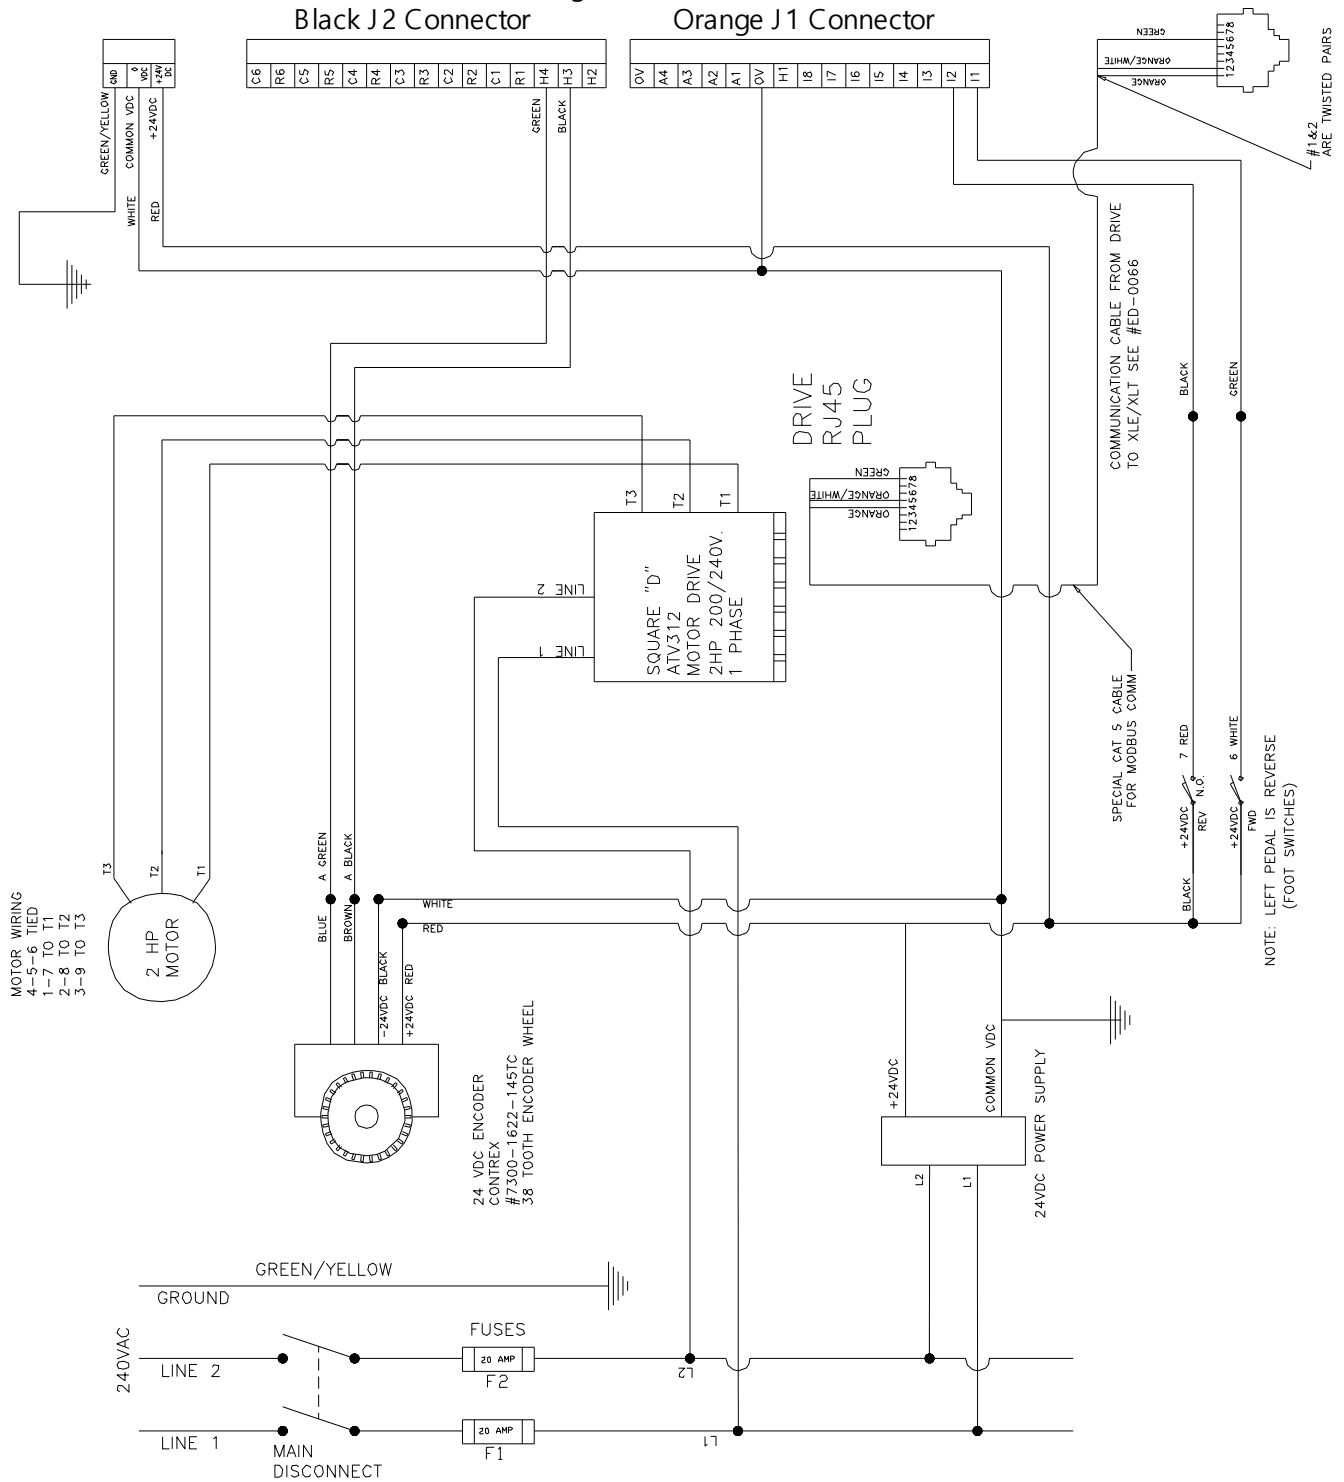 Black J2 Connector
Orange J1 Connector
GND
0 VDC
+24V DC
C6
R6
C5
R5
C4
R4
C3
R3
C2
R2
C1
R1
H4
H3
H2
0V
A4
A3
A2
A1
0V
H1
I8
I7
I6
I5
I4
I3
I2
I1
GREEN
ORANGE/WHITE
ORANGE
12345678
#1&2
ARE TWISTED PAIRS
GREEN/YELLOW
COMMON VDC
+24VDC
WHITE
RED
GREEN
BLACK
COMMUNICATION CABLE FROM DRIVE
TO XLE/XLT SEE #ED-0066
BLACK
GREEN
DRIVE
RJ45
PLUG
GREEN
ORANGE/WHITE
ORANGE
12345678
T3
T2
T1
LINE 2
LINE 1
SQUARE "D"
ATV312
MOTOR DRIVE
2HP 200/240V.
1 PHASE
SPECIAL CAT 5 CABLE
FOR MODBUS COMM
7 RED
N.O.
+24VDC
REV
6 WHITE
+24VDC
FWD
BLACK
NOTE: LEFT PEDAL IS REVERSE
(FOOT SWITCHES)
T3
T2
T1
MOTOR WIRING
4-5-6 TIED
1-7 TO T1
2-8 TO T2
3-9 TO T3
2 HP
MOTOR
A GREEN
A BLACK
BLUE
BROWN
WHITE
RED
-24VDC BLACK
+24VDC RED
24 VDC ENCODER
CONTREX
#7300-1622-145TC
38 TOOTH ENCODER WHEEL
+24VDC
COMMON VDC
24VDC POWER SUPPLY
L2
L1
GREEN/YELLOW
GROUND
240VAC
LINE 2
FUSES
20 AMP
F2
L2
LINE 1
MAIN
DISCONNECT
20 AMP
F1
L1